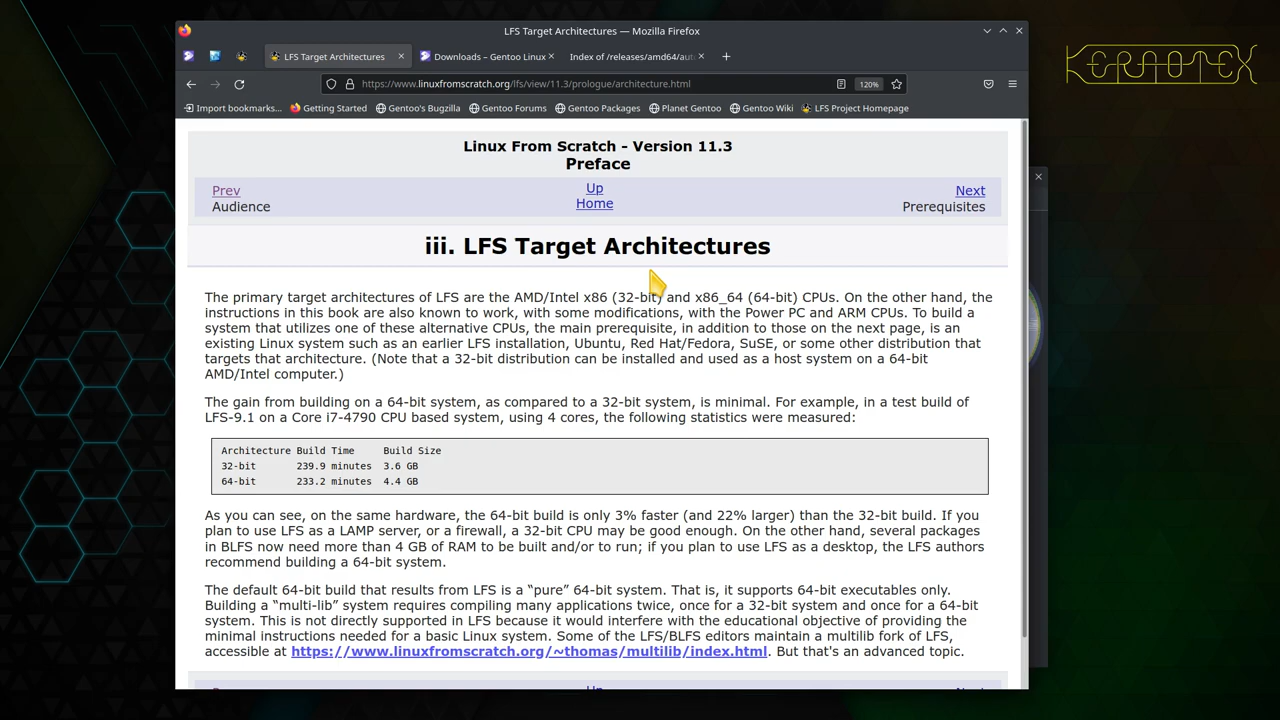 LFS Target Architectures — Mozilla Firefox
LFS Target Architectures
Downloads – Gentoo Linux
Index of /releases/amd64/aut
https://www.linuxfromscratch.org/lfs/view/11.3/prologue/architecture.html
120%
Import bookmarks...
Getting Started
Gentoo's Bugzilla
Gentoo Forums
Gentoo Packages
Planet Gentoo
Gentoo Wiki
LFS Project Homepage
KERAOTEX
Linux From Scratch - Version 11.3
Preface
Prev
Audience
Up
Home
Next
Prerequisites
iii. LFS Target Architectures
The primary target architectures of LFS are the AMD/Intel x86 (32-bit) and x86_64 (64-bit) CPUs. On the other hand, the
instructions in this book are also known to work, with some modifications, with the Power PC and ARM CPUs. To build a
system that utilizes one of these alternative CPUs, the main prerequisite, in addition to those on the next page, is an
existing Linux system such as an earlier LFS installation, Ubuntu, Red Hat/Fedora, SuSE, or some other distribution that
targets that architecture. (Note that a 32-bit distribution can be installed and used as a host system on a 64-bit
AMD/Intel computer.)
The gain from building on a 64-bit system, as compared to a 32-bit system, is minimal. For example, in a test build of
LFS-9.1 on a Core i7-4790 CPU based system, using 4 cores, the following statistics were measured:
Architecture Build Time Build Size
32-bit 239.9 minutes 3.6 GB
64-bit 233.2 minutes 4.4 GB
As you can see, on the same hardware, the 64-bit build is only 3% faster (and 22% larger) than the 32-bit build. If you
plan to use LFS as a LAMP server, or a firewall, a 32-bit CPU may be good enough. On the other hand, several packages
in BLFS now need more than 4 GB of RAM to be built and/or to run; if you plan to use LFS as a desktop, the LFS authors
recommend building a 64-bit system.
The default 64-bit build that results from LFS is a “pure” 64-bit system. That is, it supports 64-bit executables only.
Building a “multi-lib” system requires compiling many applications twice, once for a 32-bit system and once for a 64-bit
system. This is not directly supported in LFS because it would interfere with the educational objective of providing the
minimal instructions needed for a basic Linux system. Some of the LFS/BLFS editors maintain a multilib fork of LFS,
accessible at https://www.linuxfromscratch.org/~thomas/multilib/index.html. But that's an advanced topic.